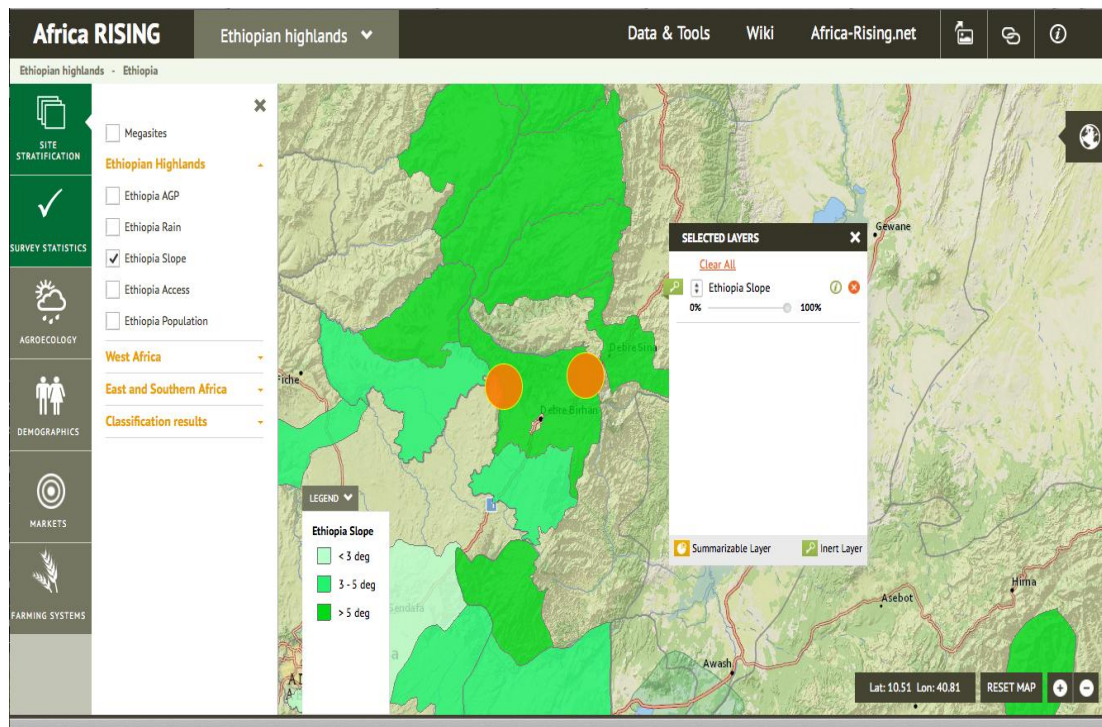 Africa RISING
Ethiopian highlands
Data & Tools
Wiki
Africa-Rising.net
Ethiopian highlands - Ethiopia
SITE
STRATIFICATION
SURVEY STATISTICS
AGROECOLOGY
DEMOGRAPHICS
MARKETS
FARMING SYSTEMS
Megasites
Ethiopian Highlands
Ethiopia AGP
Ethiopia Rain
Ethiopia Slope
Ethiopia Access
Ethiopia Population
West Africa
East and Southern Africa
Classification results
Gewane
Debre Sina
Fiche
Debre Birhan
SELECTED LAYERS
Clear All
Ethiopia Slope
0%
100%
Summarizable Layer
Inert Layer
LEGEND
Ethiopia Slope
< 3 deg
3 - 5 deg
> 5 deg
Sendafa
Hirna
Asebot
Awash
Lat: 10.51 Lon: 40.81
RESET MAP